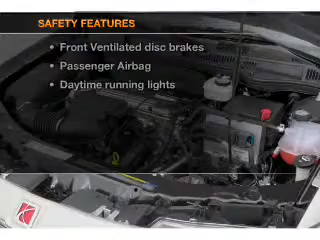 SAFETY FEATURES
• Front Ventilated disc brakes
• Passenger Airbag
• Daytime running lights